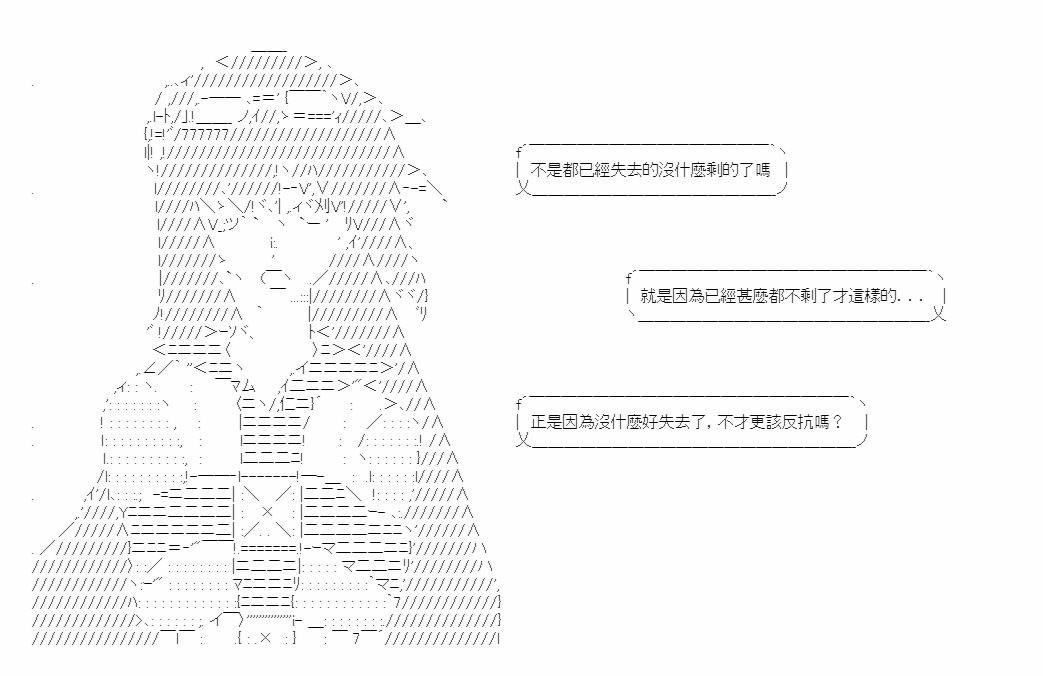 不是都已經失去的沒什麼剩的了嗎
就是因為已經甚麼都不剩了才這樣的...
正是因為沒什麼好失去了，不才更該反抗嗎？